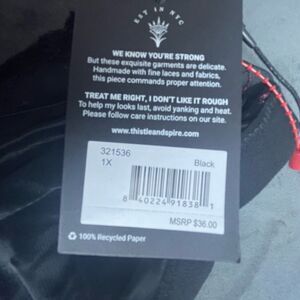 EST IN NYC
WE KNOW YOU'RE STRONG
But these exquisite garments are delicate.
Handmade with fine laces and fabrics,
this piece commands proper attention.
TREAT ME RIGHT, I DON'T LIKE IT ROUGH
To help my looks last, avoid yanking and heat.
Please follow care instructions on our site.
www.thistleandspire.com
321536
1X Black
8 40224 91838 1
MSRP $36.00
100% Recycled Paper